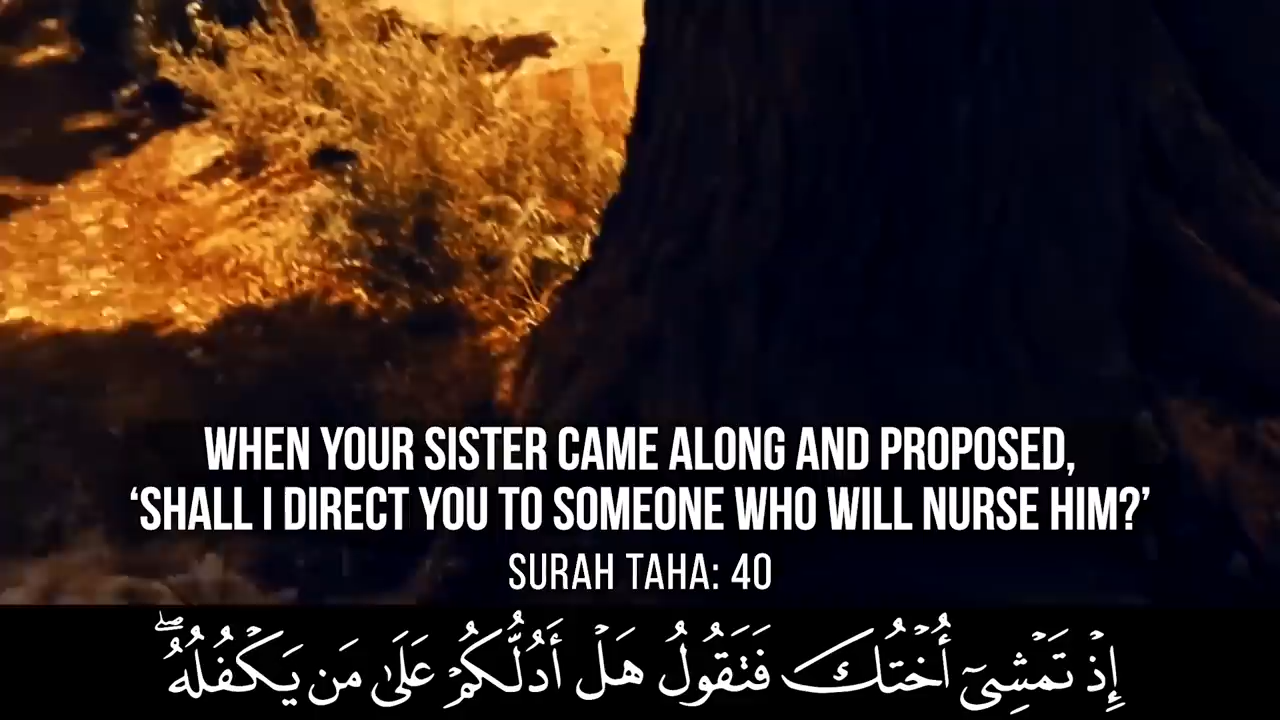 WHEN YOUR SISTER CAME ALONG AND PROPOSED,
‘SHALL I DIRECT YOU TO SOMEONE WHO WILL NURSE HIM?’
SURAH TAHA: 40
إِذْ تَمْشِىٓ أُخْتُكَ فَتَقُولُ هَلْ أَدُلُّكُمْ عَلَىٰ مَن يَكْفُلُهُۥ ۖ